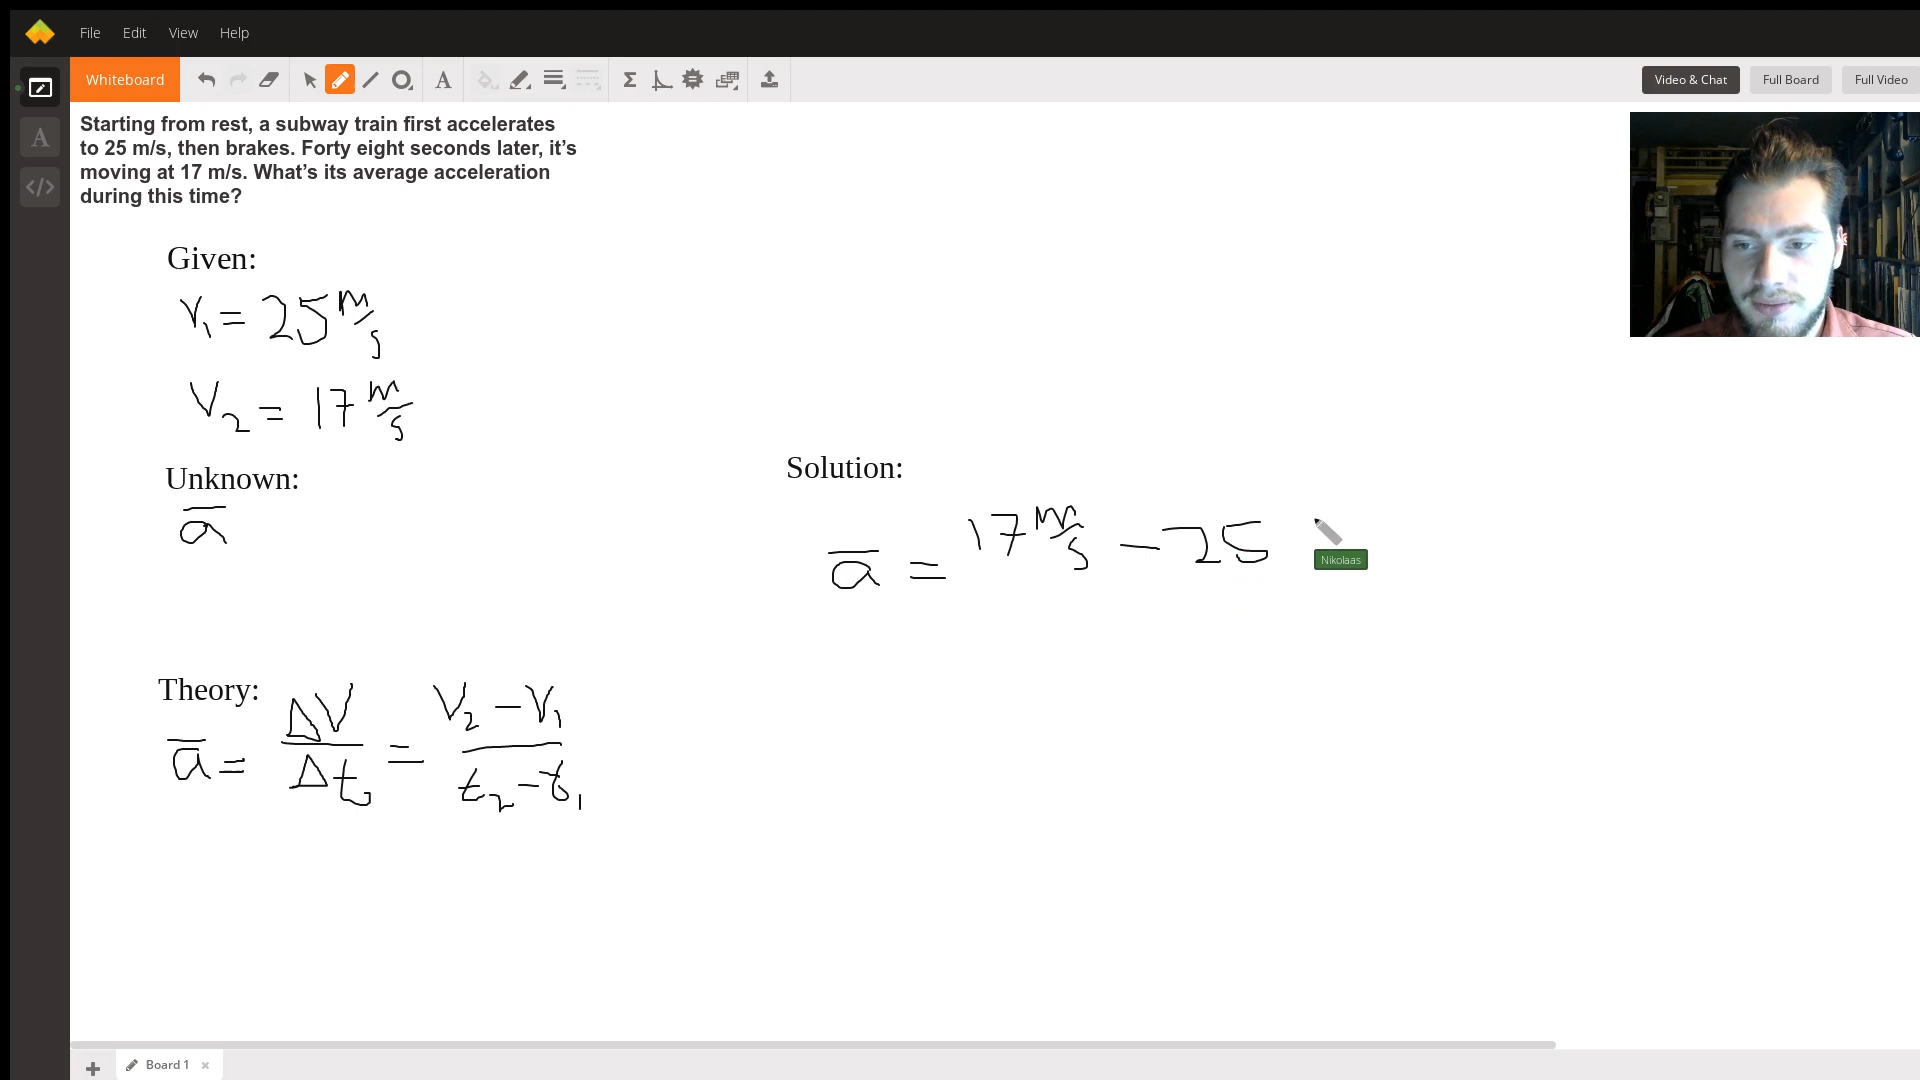 File Edit View Help
Whiteboard
Video & Chat Full Board Full Video
Starting from rest, a subway train first accelerates
to 25 m/s, then brakes. Forty eight seconds later, it’s
moving at 17 m/s. What’s its average acceleration
during this time?
Given:
v₁ = 25 m/s
v₂ = 17 m/s
Unknown:
a̅
Theory:
a̅ = ΔV/Δt = (V₂ − V₁)/(t₂ − t₁)
Solution:
a̅ = 17 m/s − 25
Nikolaas
Board 1